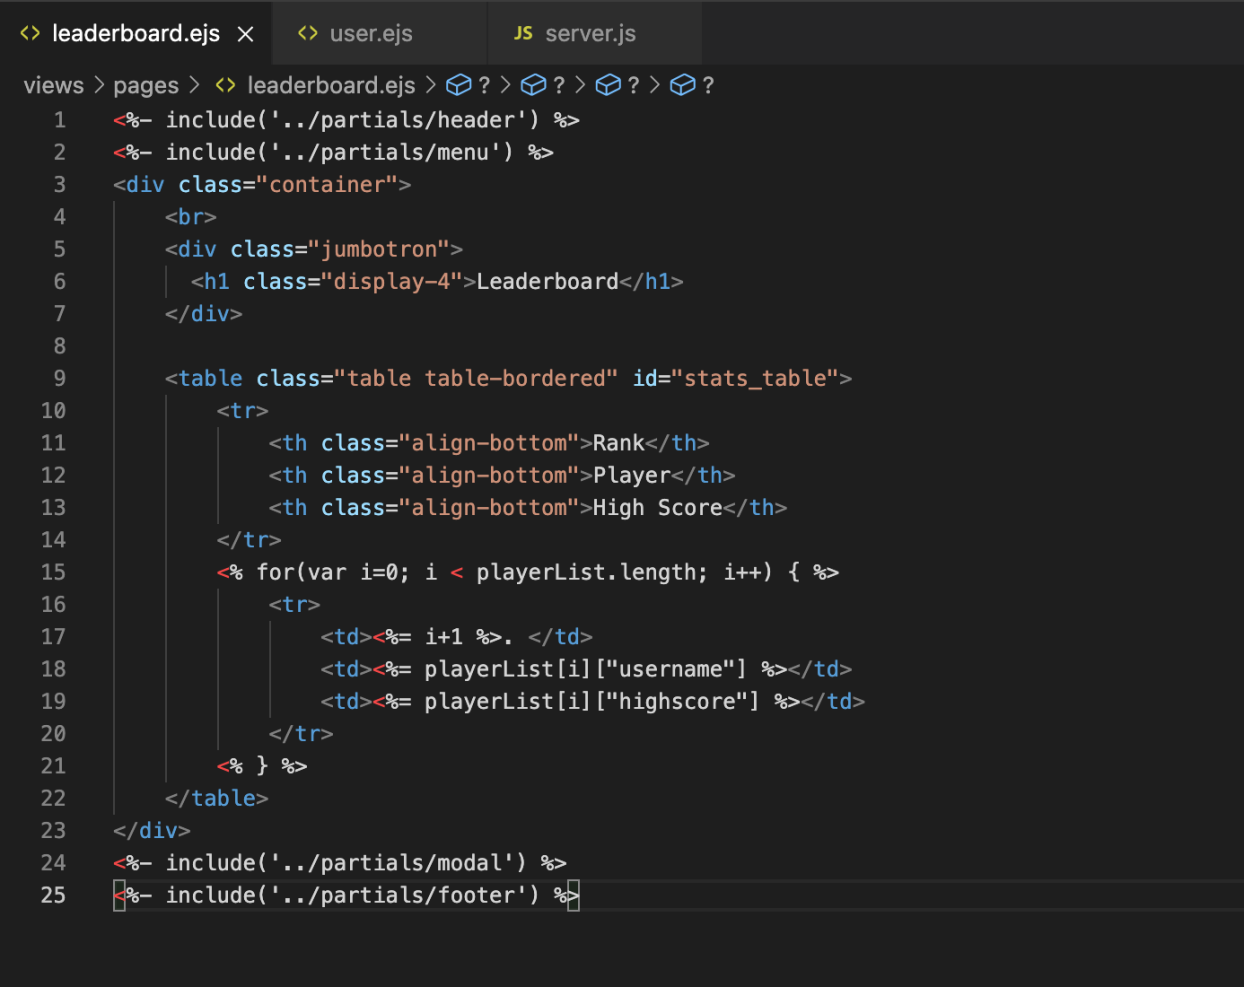 leaderboard.ejs
user.ejs
JS server.js
views > pages > <> leaderboard.ejs > ? > ? > ? > ?
1 <%- include('../partials/header') %>
2 <%- include('../partials/menu') %>
3 <div class="container">
4     <br>
5     <div class="jumbotron">
6       <h1 class="display-4">Leaderboard</h1>
7     </div>
8
9     <table class="table table-bordered" id="stats_table">
10         <tr>
11             <th class="align-bottom">Rank</th>
12             <th class="align-bottom">Player</th>
13             <th class="align-bottom">High Score</th>
14         </tr>
15         <% for(var i=0; i < playerList.length; i++) { %>
16             <tr>
17                 <td><%= i+1 %>. </td>
18                 <td><%= playerList[i]["username"] %></td>
19                 <td><%= playerList[i]["highscore"] %></td>
20             </tr>
21         <% } %>
22     </table>
23 </div>
24 <%- include('../partials/modal') %>
25 <%- include('../partials/footer') %>